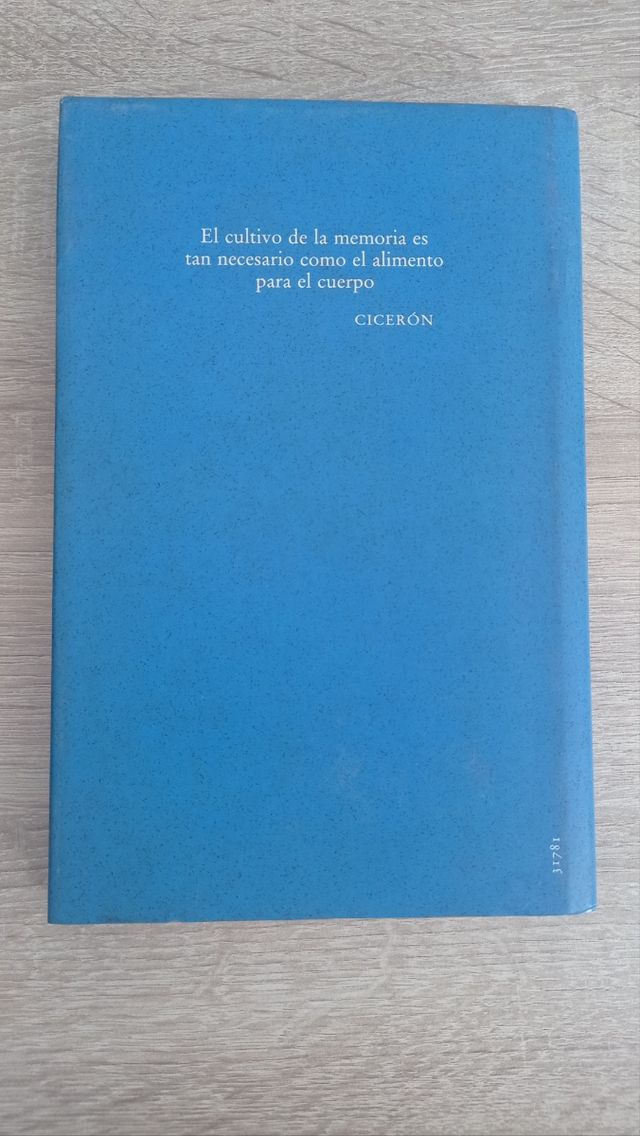 El cultivo de la memoria es
tan necesario como el alimento
para el cuerpo
CICERÓN
31781